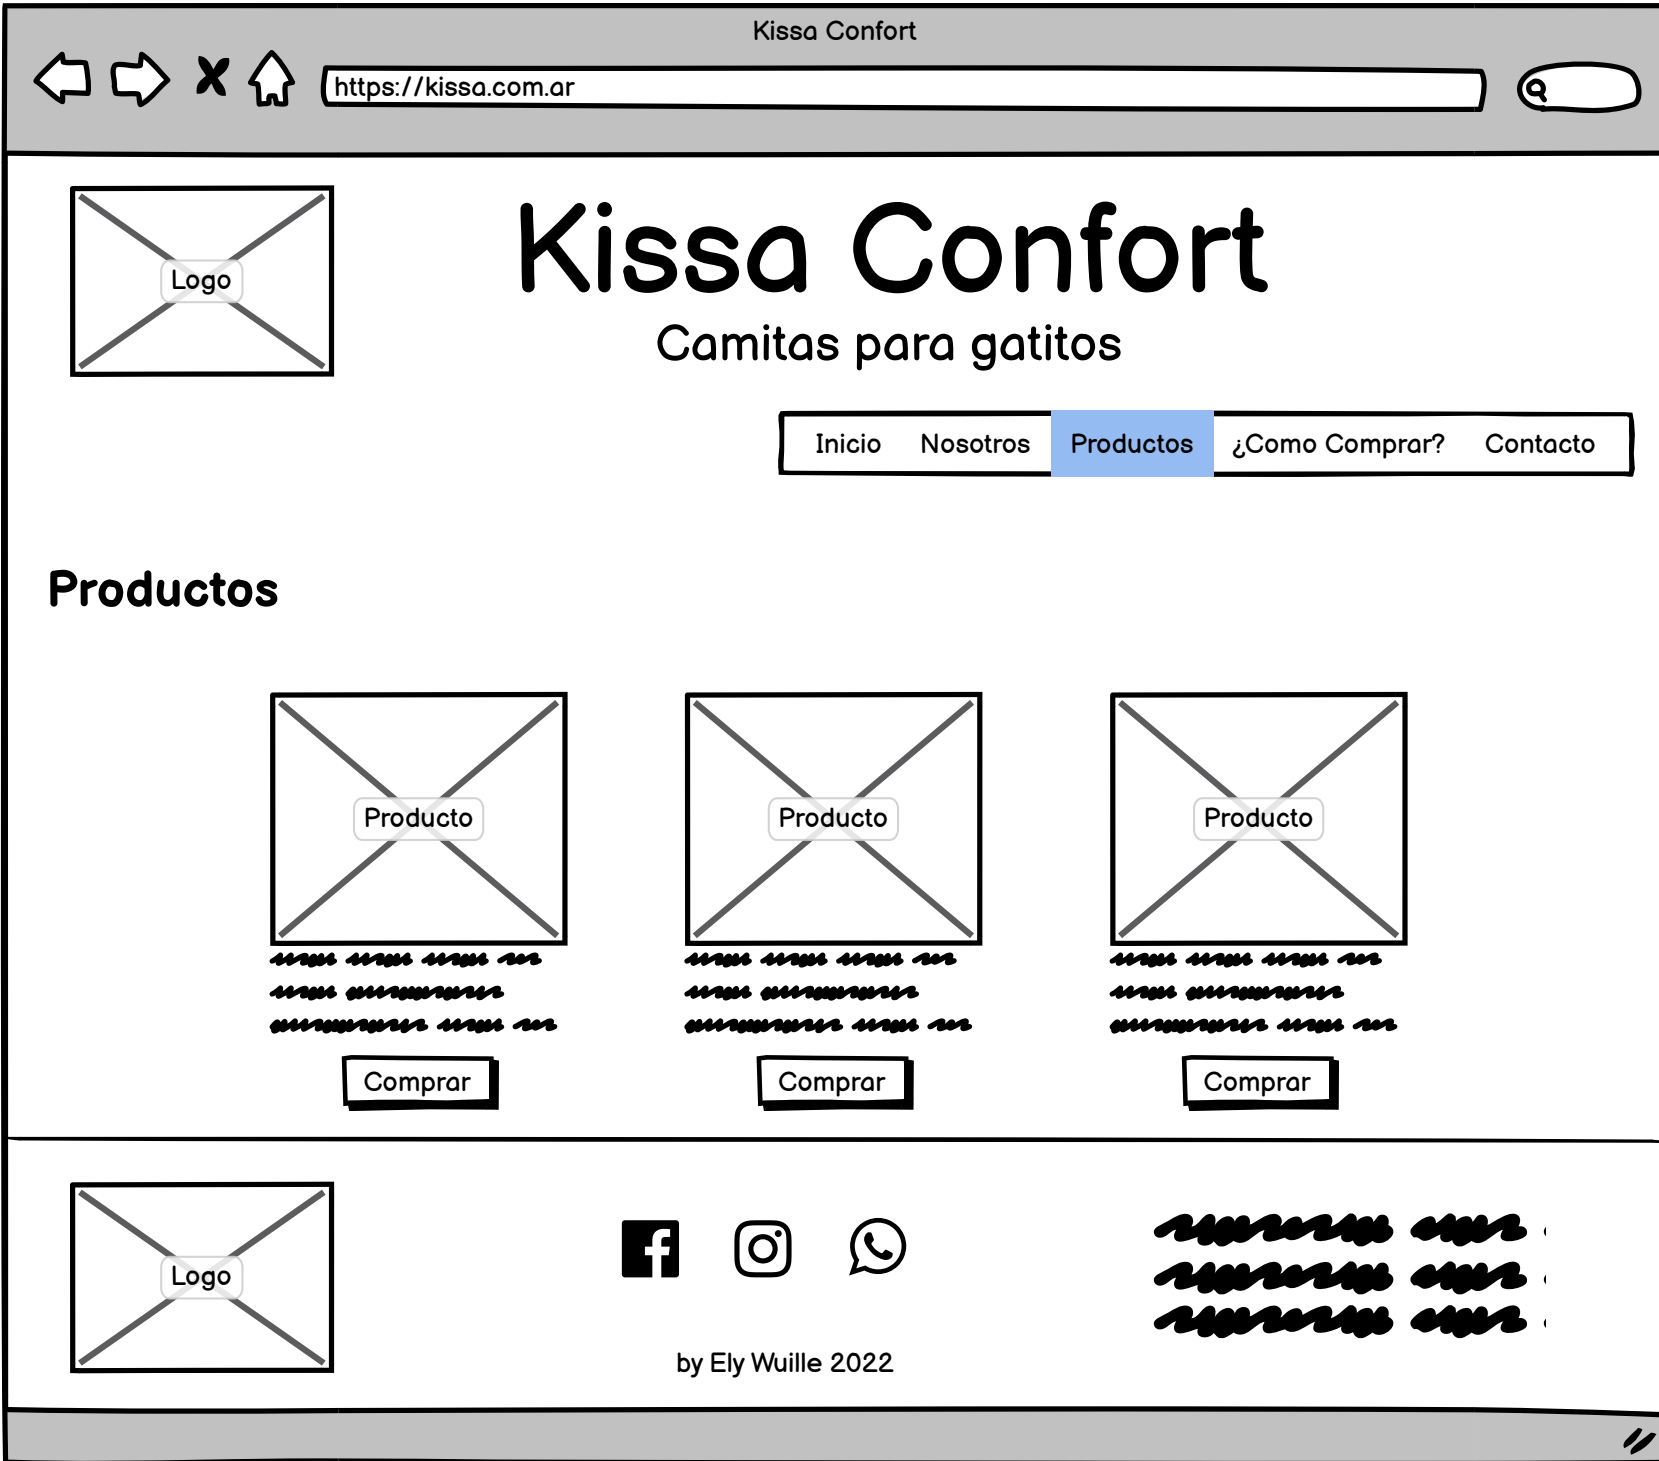 Kissa Confort
https://kissa.com.ar
Logo
Kissa Confort
Camitas para gatitos
Inicio Nosotros Productos ¿Como Comprar? Contacto
Productos
Producto Producto Producto
Comprar Comprar Comprar
Logo
by Ely Wuille 2022